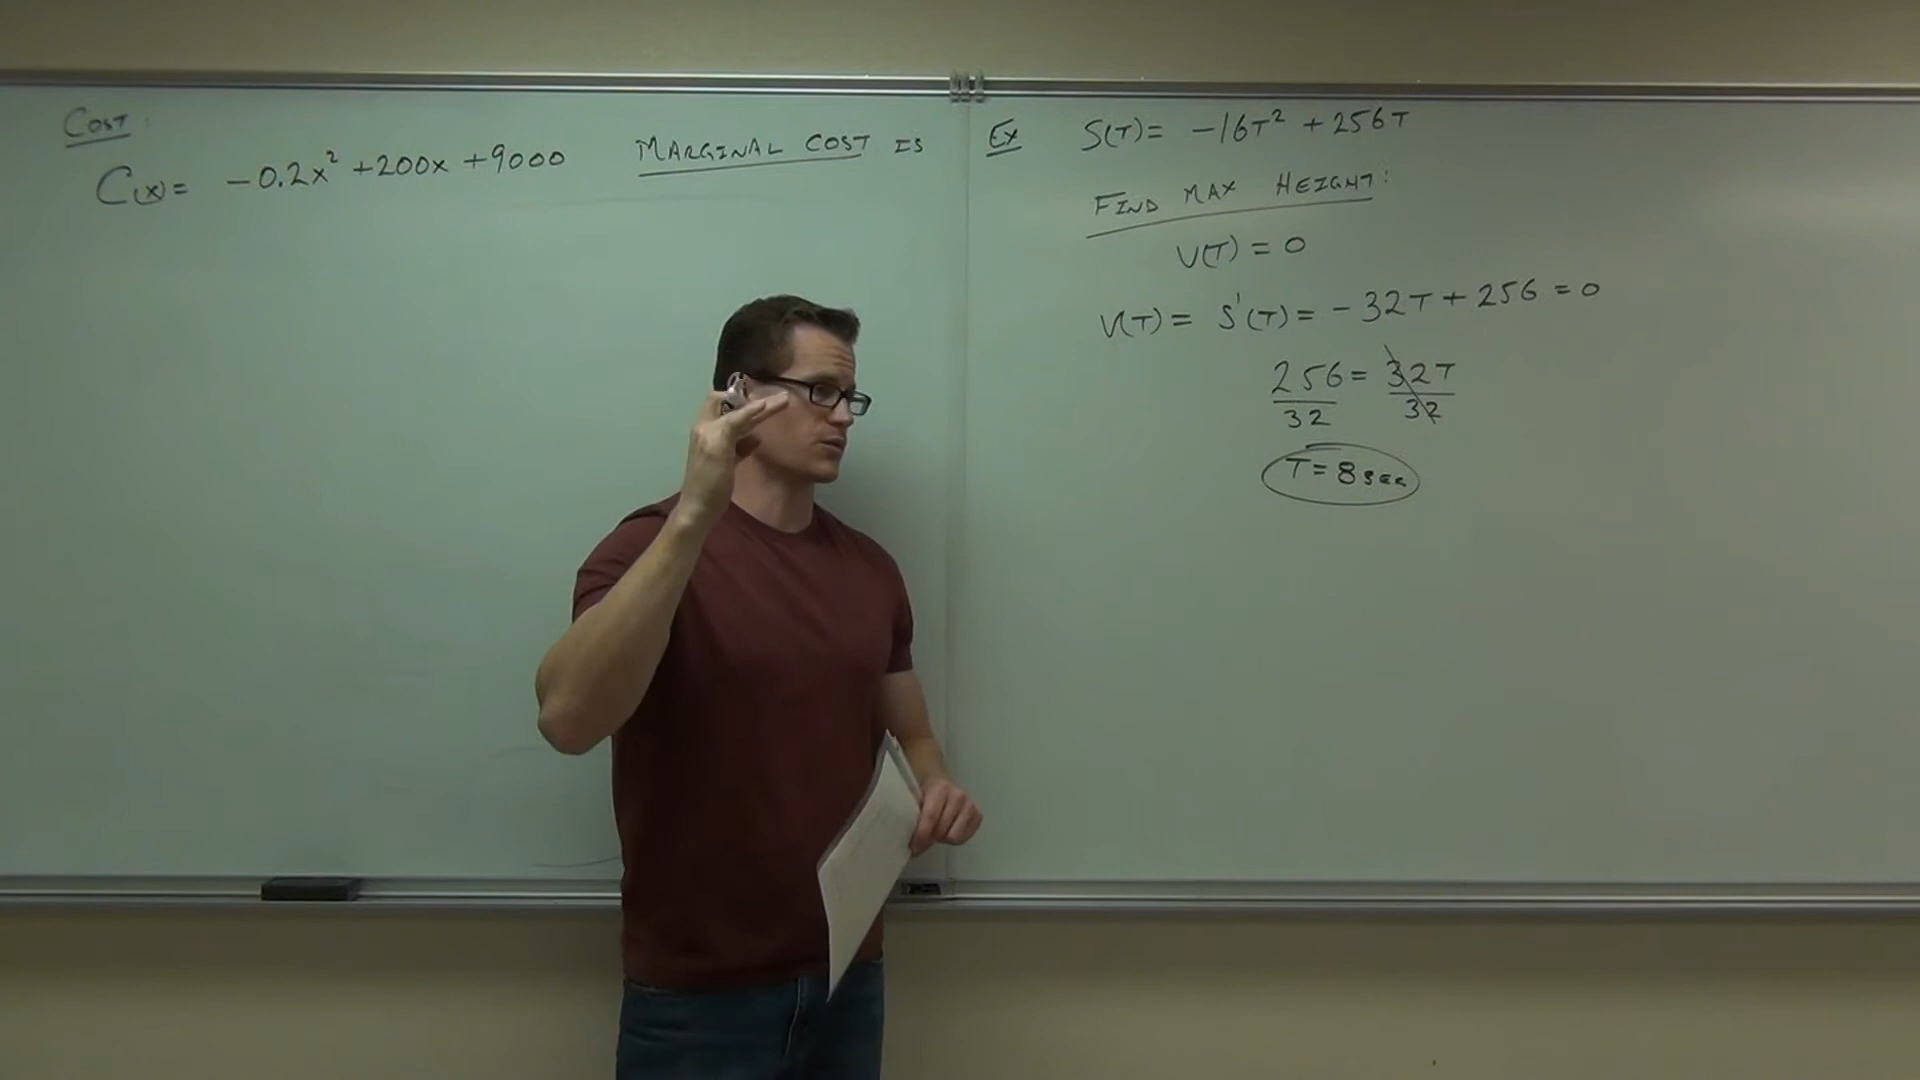 COST:
C(x) = -0.2x² + 200x + 9000
MARGINAL COST IS
Ex S(T) = -16T² + 256T
FIND MAX HEIGHT:
V(T) = 0
V(T) = S'(T) = -32T + 256 = 0
256 = 32T
32 32
T = 8 sec